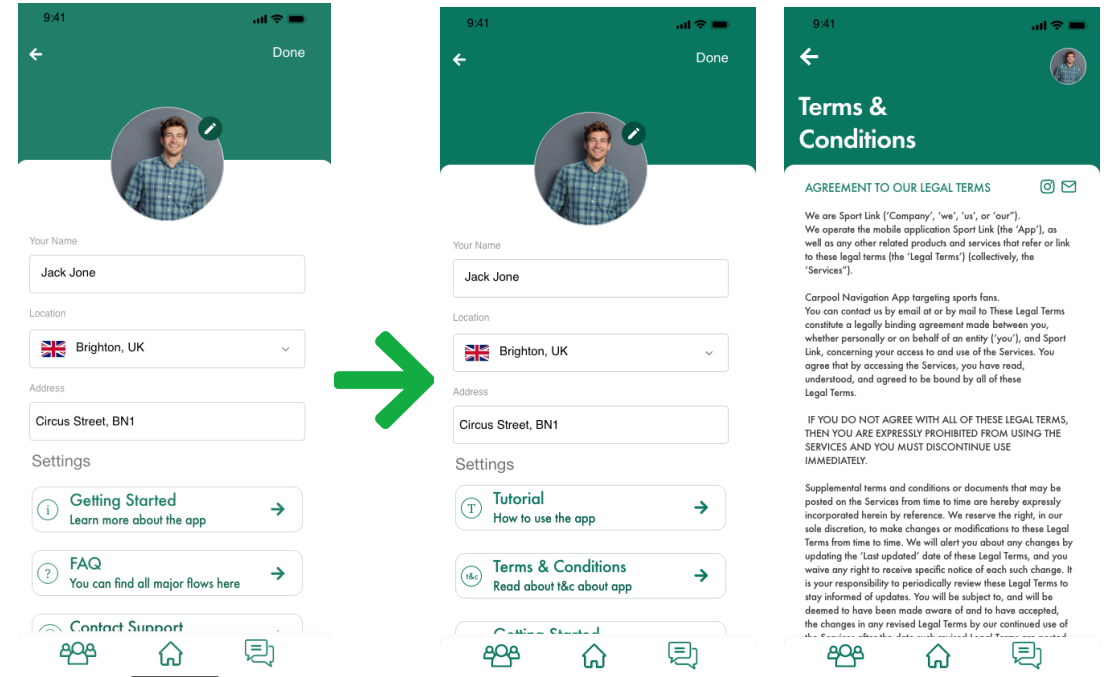 9:41
Done
Your Name
Jack Jone
Location
Brighton, UK
Address
Circus Street, BN1
Settings
i
Getting Started
Learn more about the app
?
FAQ
You can find all major flows here
Contact Support
9:41
Done
Your Name
Jack Jone
Location
Brighton, UK
Address
Circus Street, BN1
Settings
T
Tutorial
How to use the app
t&c
Terms & Conditions
Read about t&c about app
Getting Started
9:41
Terms &
Conditions
AGREEMENT TO OUR LEGAL TERMS
We are Sport Link ('Company', 'we', 'us', or 'our").
We operate the mobile application Sport Link (the 'App'), as
well as any other related products and services that refer or link
to these legal terms (the 'Legal Terms') (collectively, the
'Services").
Carpool Navigation App targeting sports fans.
You can contact us by email at or by mail to These Legal Terms
constitute a legally binding agreement made between you,
whether personally or on behalf of an entity ('you'), and Sport
Link, concerning your access to and use of the Services. You
agree that by accessing the Services, you have read,
understood, and agreed to be bound by all of these
Legal Terms.
IF YOU DO NOT AGREE WITH ALL OF THESE LEGAL TERMS,
THEN YOU ARE EXPRESSLY PROHIBITED FROM USING THE
SERVICES AND YOU MUST DISCONTINUE USE
IMMEDIATELY.
Supplemental terms and conditions or documents that may be
posted on the Services from time to time are hereby expressly
incorporated herein by reference. We reserve the right, in our
sole discretion, to make changes or modifications to these Legal
Terms from time to time. We will alert you about any changes by
updating the 'Last updated' date of these Legal Terms, and you
waive any right to receive specific notice of each such change. It
is your responsibility to periodically review these Legal Terms to
stay informed of updates. You will be subject to, and will be
deemed to have been made aware of and to have accepted,
the changes in any revised Legal Terms by our continued use of
the Services after the date such revised Legal Terms are posted